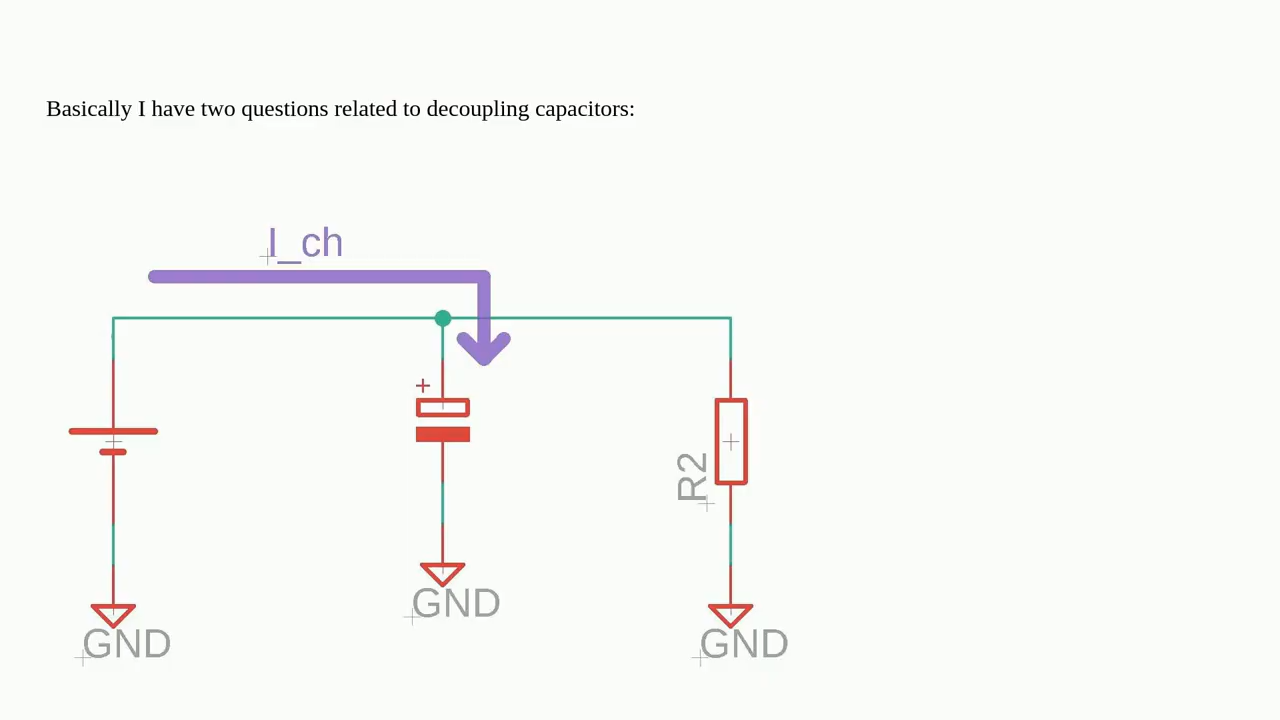 Basically I have two questions related to decoupling capacitors:
I_ch
+
R2
GND
GND
GND